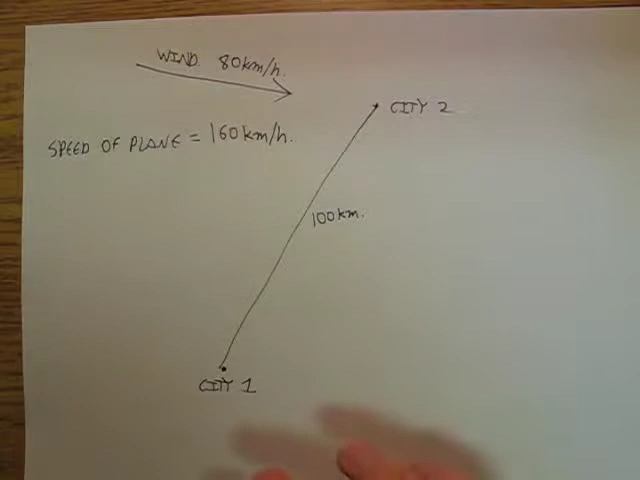 WIND 80km/h.
CITY 2
SPEED OF PLANE = 160km/h.
100km.
CITY 1